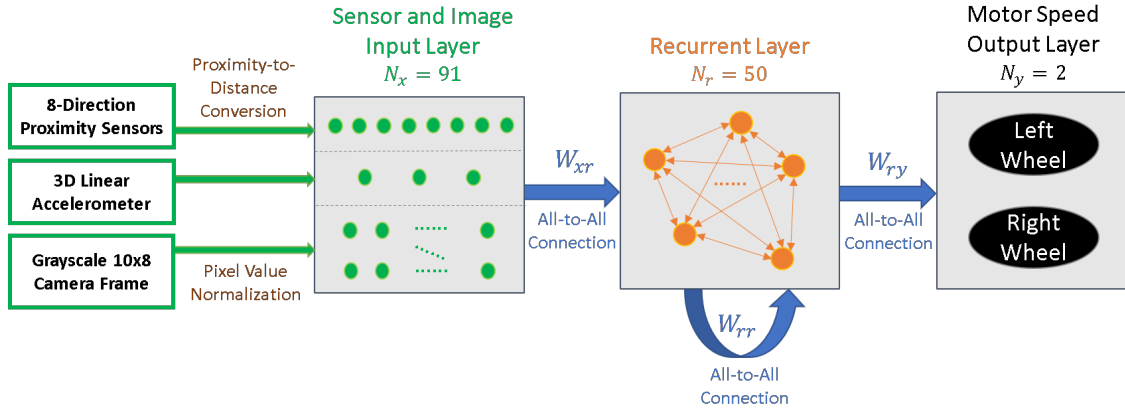 Sensor and Image
Input Layer
N_x = 91
Recurrent Layer
N_r = 50
Motor Speed
Output Layer
N_y = 2
Proximity-to-
Distance
Conversion
8-Direction
Proximity Sensors
3D Linear
Accelerometer
Grayscale 10x8
Camera Frame
Pixel Value
Normalization
W_xr
All-to-All
Connection
W_rr
All-to-All
Connection
W_ry
All-to-All
Connection
Left
Wheel
Right
Wheel